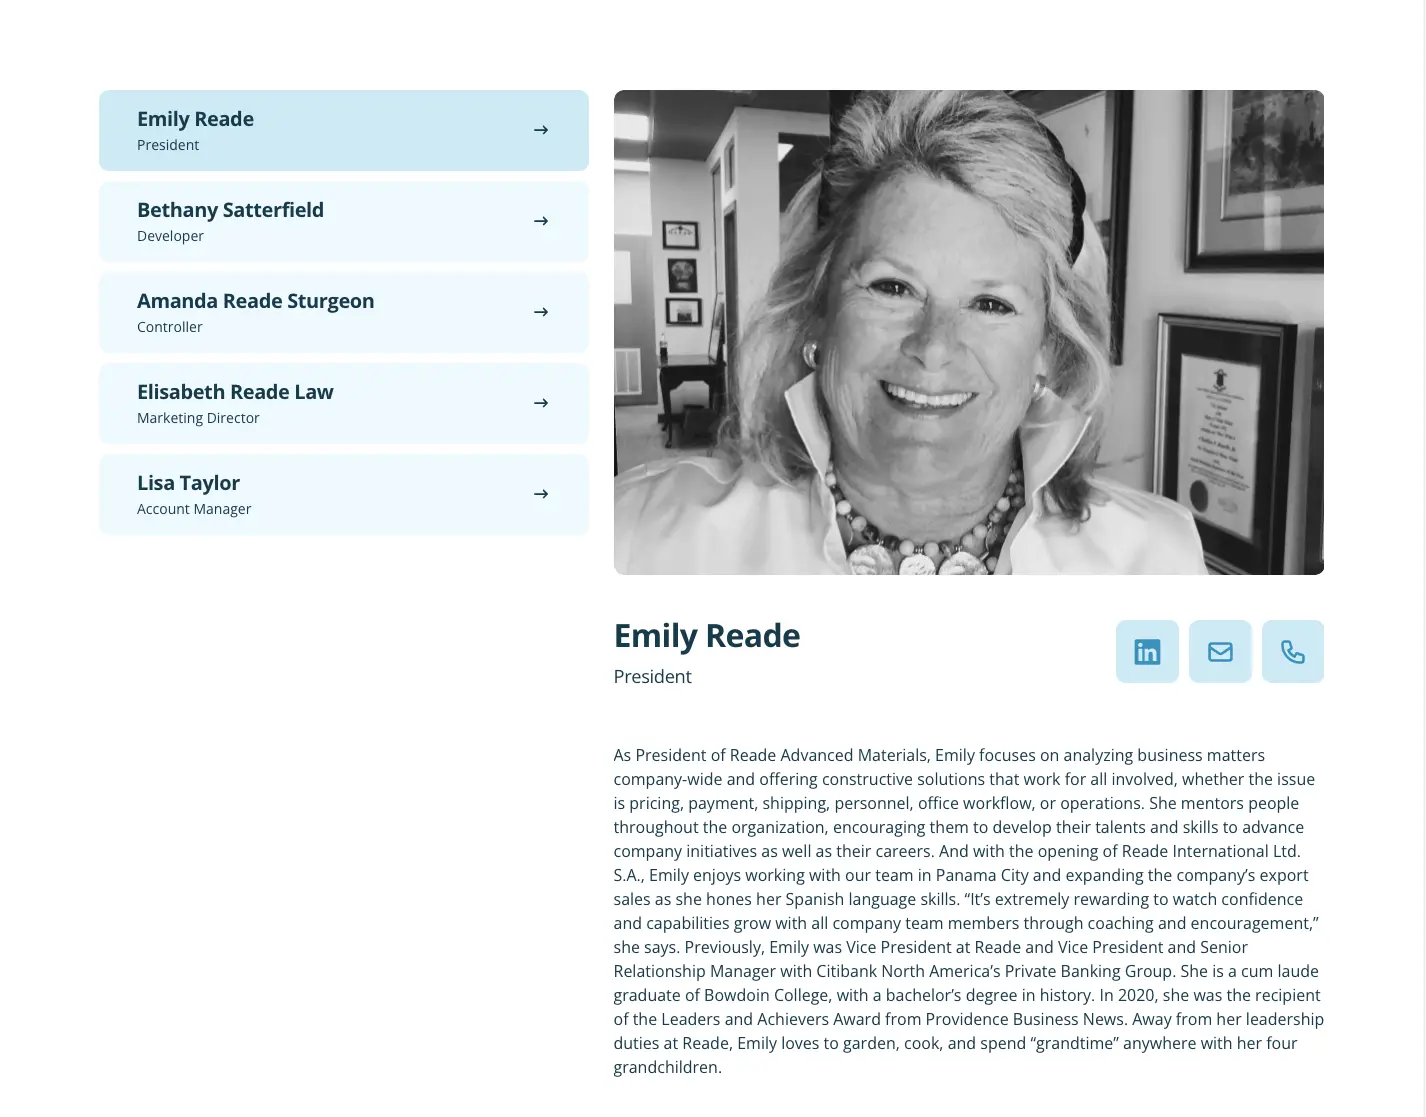 Emily Reade
President
Bethany Satterfield
Developer
Amanda Reade Sturgeon
Controller
Elisabeth Reade Law
Marketing Director
Lisa Taylor
Account Manager
Emily Reade
President
in
As President of Reade Advanced Materials, Emily focuses on analyzing business matters
company-wide and offering constructive solutions that work for all involved, whether the issue
is pricing, payment, shipping, personnel, office workflow, or operations. She mentors people
throughout the organization, encouraging them to develop their talents and skills to advance
company initiatives as well as their careers. And with the opening of Reade International Ltd.
S.A., Emily enjoys working with our team in Panama City and expanding the company’s export
sales as she hones her Spanish language skills. “It’s extremely rewarding to watch confidence
and capabilities grow with all company team members through coaching and encouragement,”
she says. Previously, Emily was Vice President at Reade and Vice President and Senior
Relationship Manager with Citibank North America’s Private Banking Group. She is a cum laude
graduate of Bowdoin College, with a bachelor’s degree in history. In 2020, she was the recipient
of the Leaders and Achievers Award from Providence Business News. Away from her leadership
duties at Reade, Emily loves to garden, cook, and spend “grandtime” anywhere with her four
grandchildren.